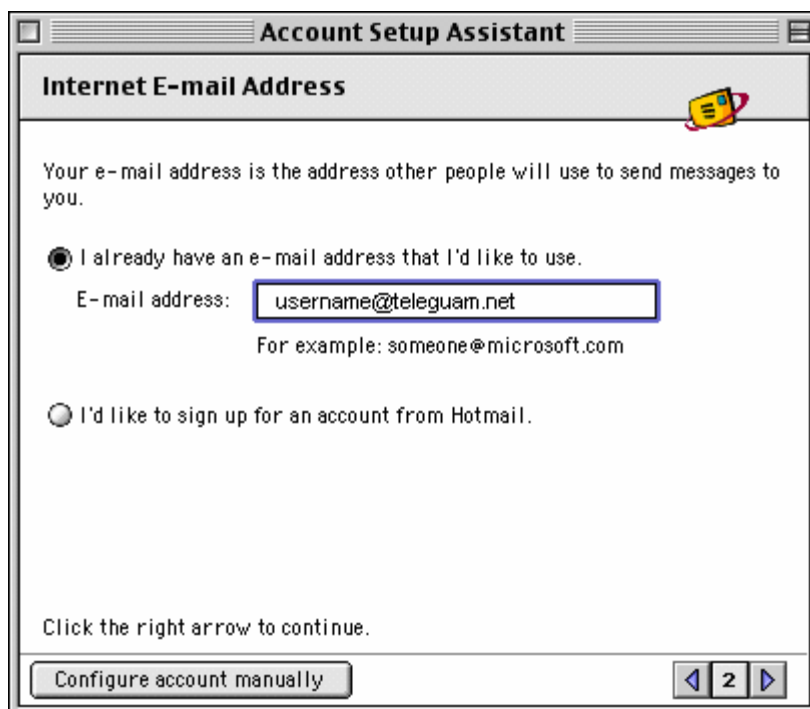 Account Setup Assistant
Internet E-mail Address
Your e-mail address is the address other people will use to send messages to
you.
I already have an e-mail address that I'd like to use.
E-mail address: username@teleguam.net
For example: someone@microsoft.com
I'd like to sign up for an account from Hotmail.
Click the right arrow to continue.
Configure account manually 2